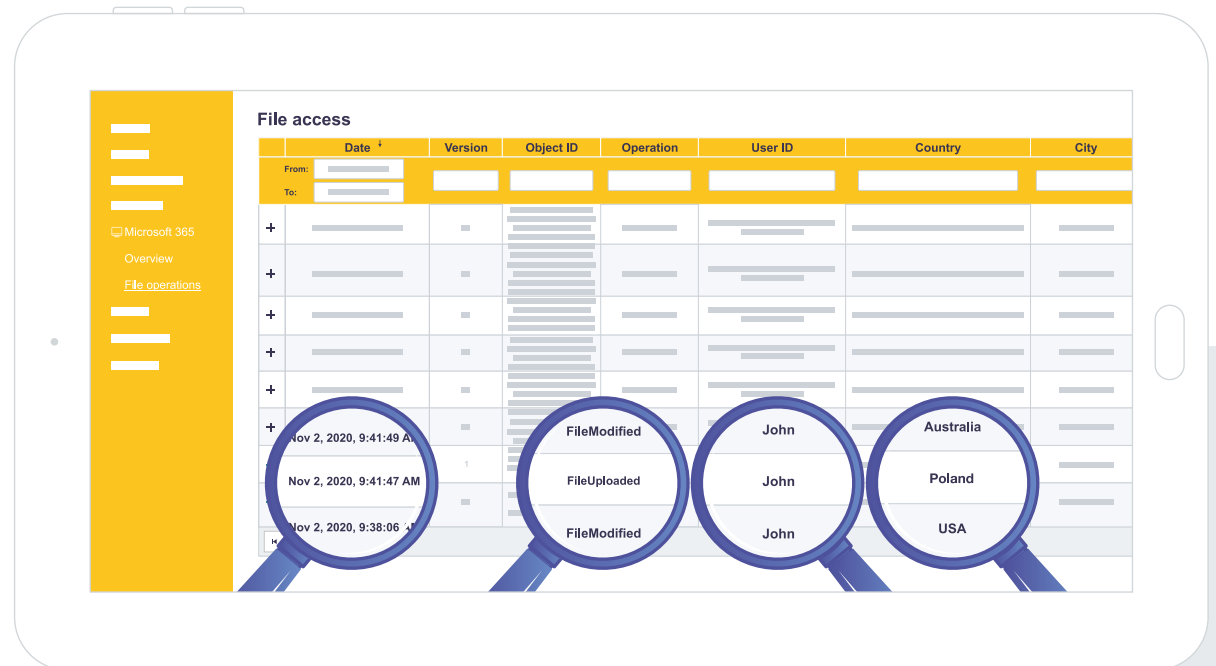 File access
Date Version Object ID Operation User ID Country City
From:
To:
Microsoft 365
Overview
File operations
Nov 2, 2020, 9:41:49 FileModified John Australia
Nov 2, 2020, 9:41:47 AM 1 FileUploaded John Poland
Nov 2, 2020, 9:38:06 FileModified John USA